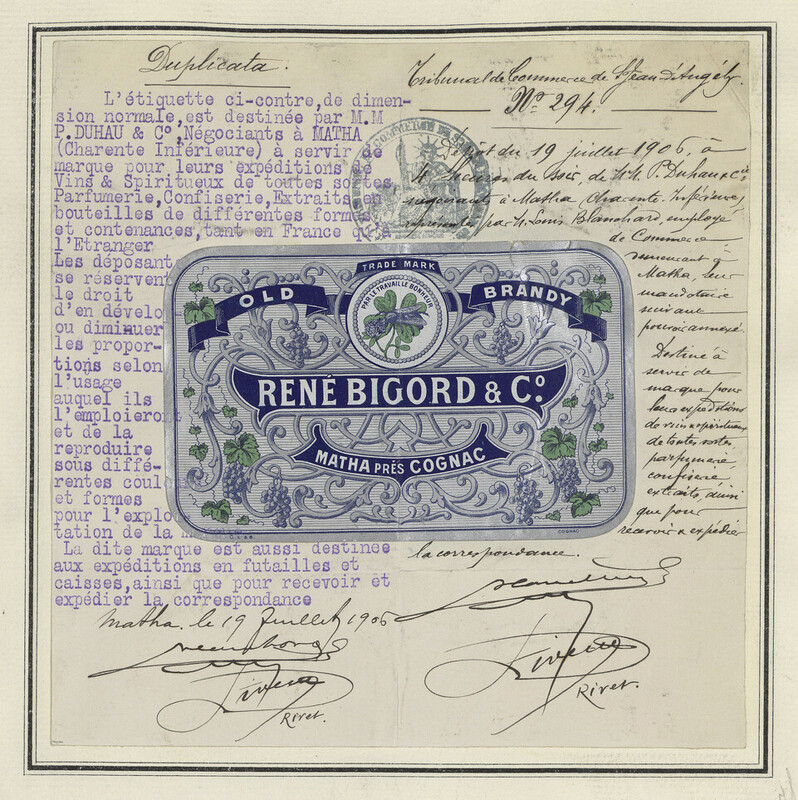 Duplicata.
L'étiquette ci-contre, de dimen-
sion normale, est destinée par M.M
P. DUHAU & Cº, Négociants à MATHA
(Charente Inférieure) à servir de
marque pour leurs expéditions de
Vins & Spiritueux de toutes sortes
Parfumerie, Confiserie, Extraits en
bouteilles de différentes form
et contenances, tant en France qu'à
l'Etranger
Les déposant
se réservent
le droit
d'en dévelo
ou diminuer
les propor-
tions selon
l'usage
auquel ils
l'emploieront
et de la
reproduire
sous diffé-
rentes coul
et formes
pour l'explo
tation de la m
La dite marque est aussi destinée
aux expéditions en futailles et
caisses, ainsi que pour recevoir et
expédier la correspondance
Matha, le 19 Juillet 1906
Rivet.
Tribunal de Commerce de St Jean d'Angély
Nº 294.
Dépôt du 19 juillet 1906, à
4 heures du soir, de MM. P. Duhau & Cie
négociants à Matha Charente Inférieure,
représentés par M. Louis Blanchard, employé
de Commerce
demeurant à
Matha, leur
mandataire
suivant
pouvoir annexé.
Destiné à
servir de
marque pour
leurs expéditions
de vins & spiritueux
de toutes sortes
parfumerie,
confiserie
extraits, ainsi
que pour
recevoir & expédier
la correspondance.
Rivet.
TRADE MARK
PAR LE TRAVAIL LE BONHEUR
OLD BRANDY
RENÉ BIGORD & Cº.
MATHA PRÈS COGNAC
COGNAC